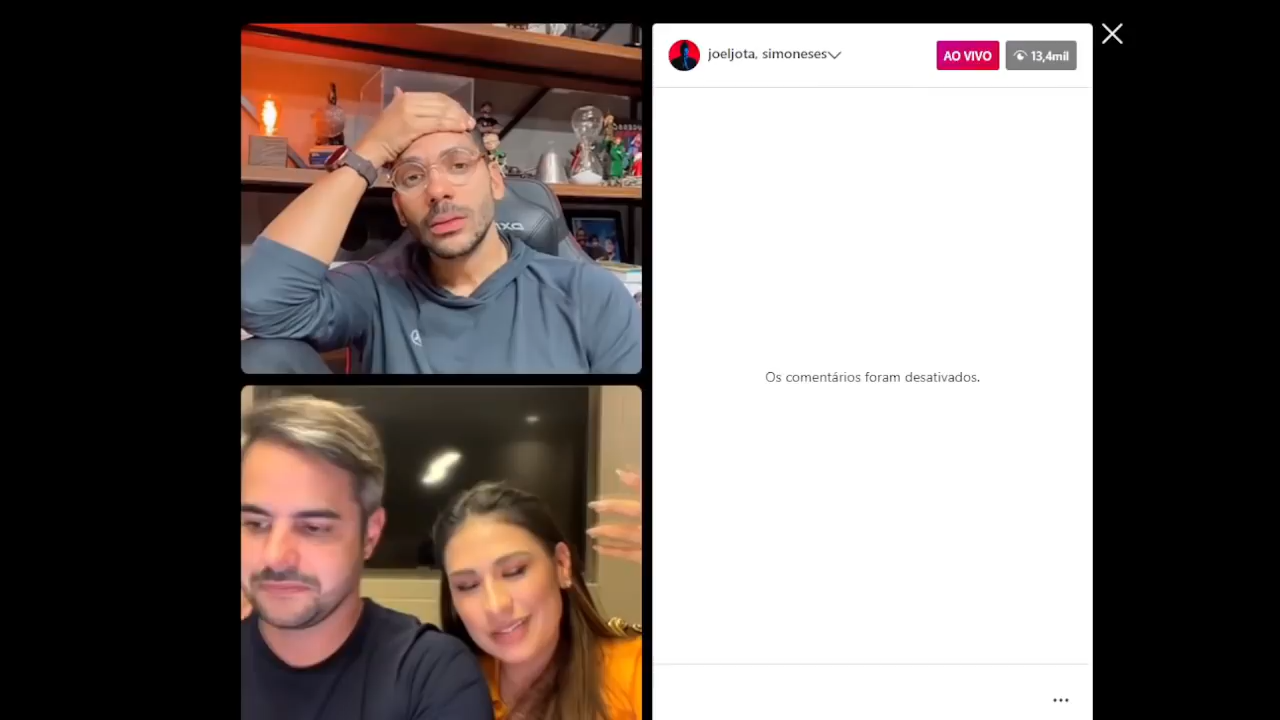 joeljota, simoneses
AO VIVO
13,4mil
Os comentários foram desativados.